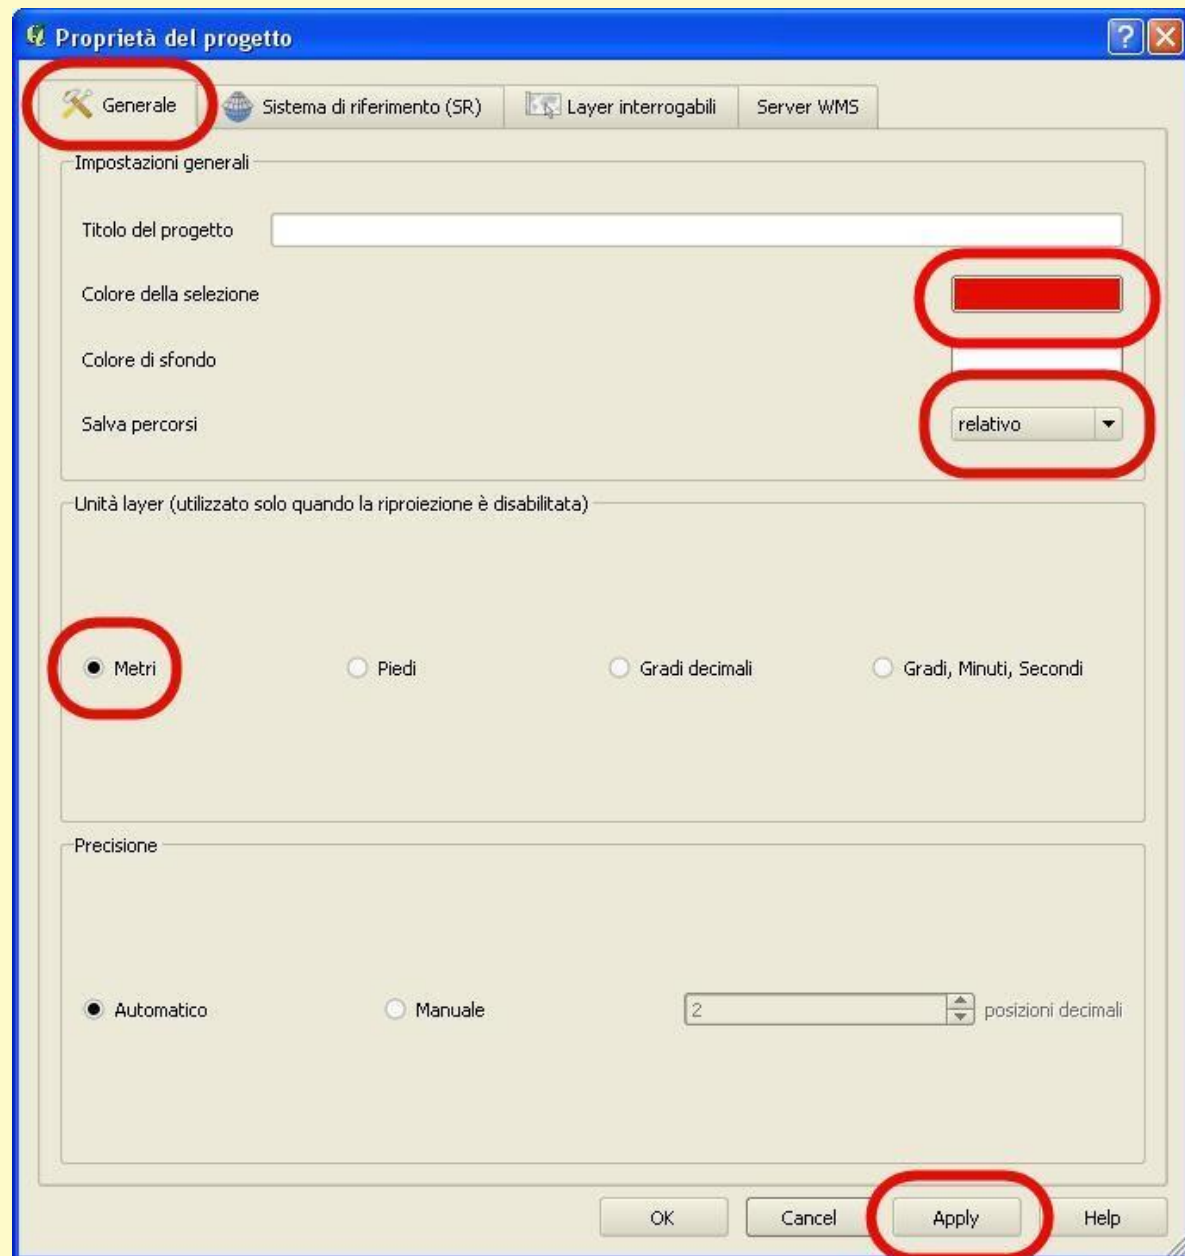 Proprietà del progetto
Generale
Sistema di riferimento (SR)
Layer interrogabili
Server WMS
Impostazioni generali
Titolo del progetto
Colore della selezione
Colore di sfondo
Salva percorsi
relativo
Unità layer (utilizzato solo quando la riproiezione è disabilitata)
Metri
Piedi
Gradi decimali
Gradi, Minuti, Secondi
Precisione
Automatico
Manuale
2
posizioni decimali
OK
Cancel
Apply
Help